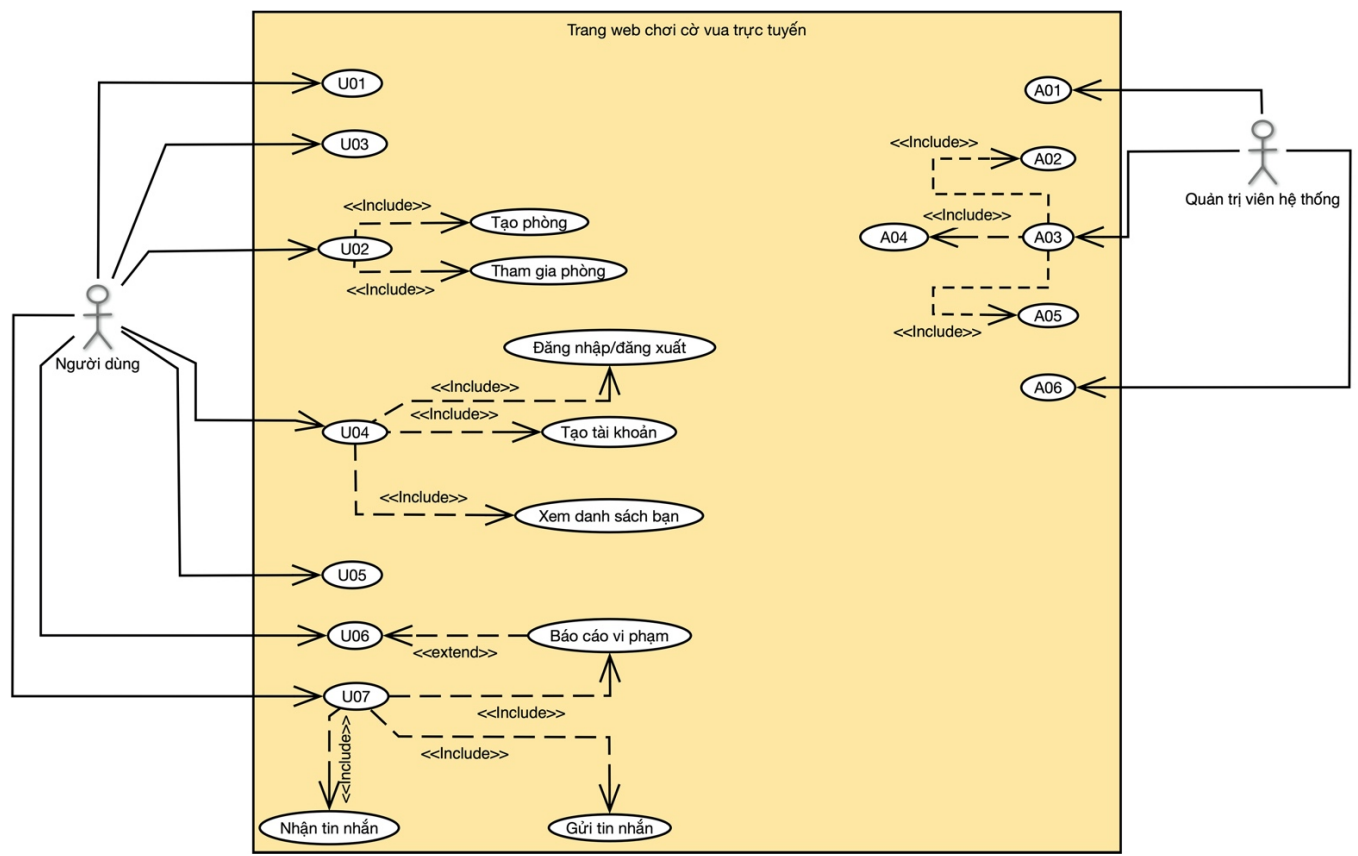 Trang web chơi cờ vua trực tuyến
U01
A01
U03
<<Include>>
A02
Quản trị viên hệ thống
<<Include>>
Tạo phòng
<<Include>>
U02
A04
A03
Tham gia phòng
<<Include>>
A05
<<Include>>
Người dùng
Đăng nhập/đăng xuất
<<Include>>
A06
<<Include>>
U04
Tạo tài khoản
<<Include>>
Xem danh sách bạn
U05
U06
Báo cáo vi phạm
<<extend>>
U07
<<Include>>
<<Include>>
<<Include>>
Nhận tin nhắn
Gửi tin nhắn